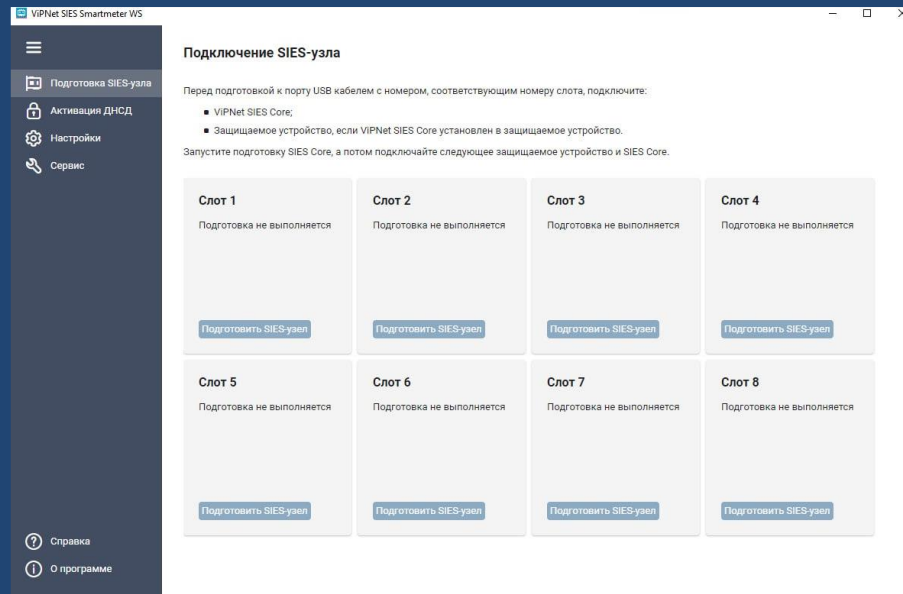 ViPNet SIES Smartmeter WS
Подготовка SIES-узла
Активация ДНСД
Настройки
Сервис
Справка
О программе
Подключение SIES-узла
Перед подготовкой к порту USB кабелем с номером, соответствующим номеру слота, подключите:
ViPNet SIES Core;
Защищаемое устройство, если ViPNet SIES Core установлен в защищаемое устройство.
Запустите подготовку SIES Core, а потом подключайте следующее защищаемое устройство и SIES Core.
Слот 1
Подготовка не выполняется
Подготовить SIES-узел
Слот 2
Подготовка не выполняется
Подготовить SIES-узел
Слот 3
Подготовка не выполняется
Подготовить SIES-узел
Слот 4
Подготовка не выполняется
Подготовить SIES-узел
Слот 5
Подготовка не выполняется
Подготовить SIES-узел
Слот 6
Подготовка не выполняется
Подготовить SIES-узел
Слот 7
Подготовка не выполняется
Подготовить SIES-узел
Слот 8
Подготовка не выполняется
Подготовить SIES-узел